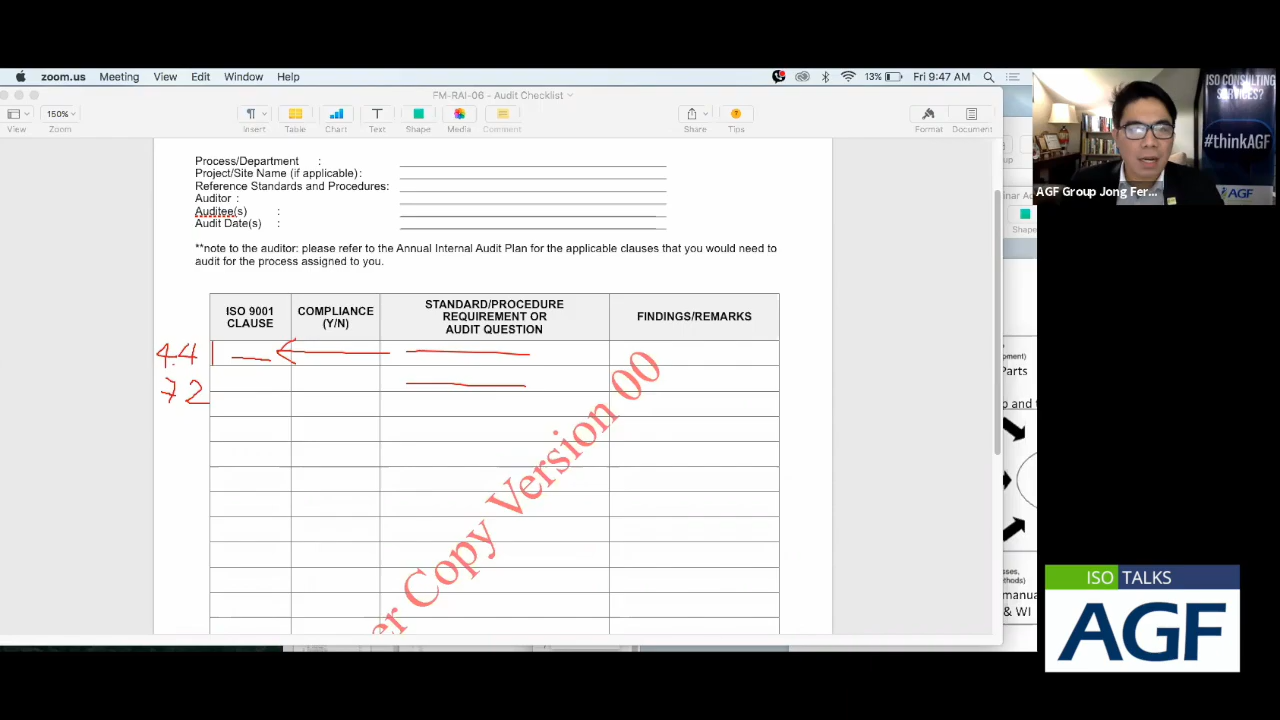 zoom.us Meeting View Edit Window Help 13% Fri 9:47 AM
FM-RAI-06 - Audit Checklist
150%
View Zoom Insert Table Chart Text Shape Media Comment Share Tips Format Document
Process/Department :
Project/Site Name (if applicable):
Reference Standards and Procedures:
Auditor :
Auditee(s) :
Audit Date(s) :
**note to the auditor: please refer to the Annual Internal Audit Plan for the applicable clauses that you would need to
audit for the process assigned to you.
ISO 9001
CLAUSE
COMPLIANCE
(Y/N)
STANDARD/PROCEDURE
REQUIREMENT OR
AUDIT QUESTION
FINDINGS/REMARKS
4.4
7 2
Copy Version 00
ISO CONSULTING
SERVICES?
#thinkAGF
AGF
AGF Group Jong Fer...
Shape
Parts
manua
& WI
ISO TALKS
AGF